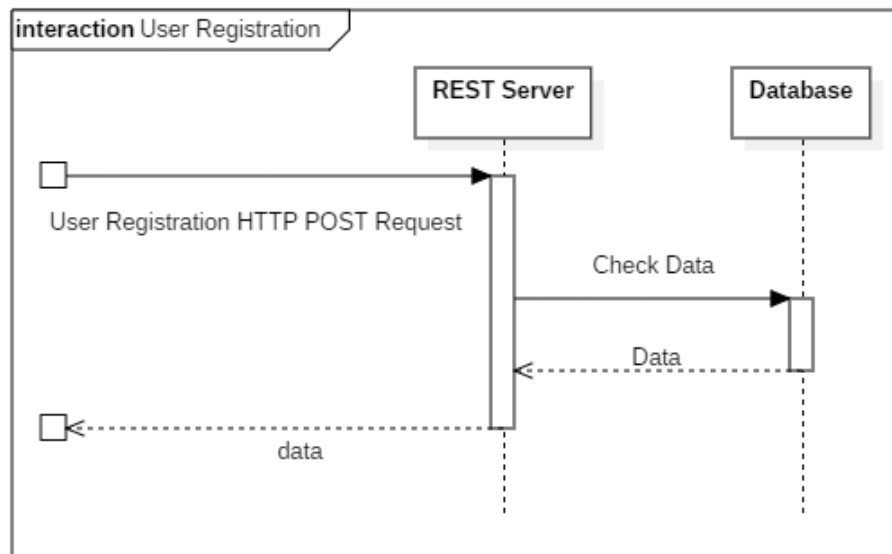 interaction User Registration
REST Server
Database
User Registration HTTP POST Request
Check Data
Data
data